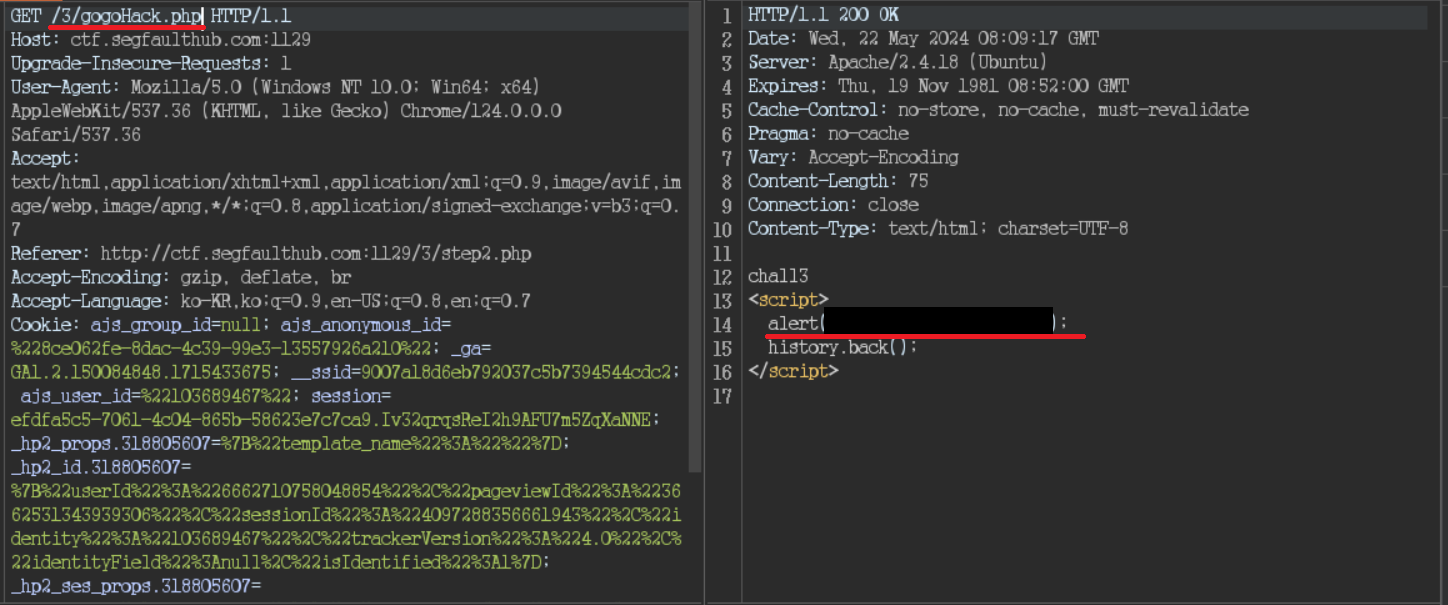 GET /3/gogoHack.php HTTP/1.1
Host: ctf.segfaulthub.com:1129
Upgrade-Insecure-Requests: 1
User-Agent: Mozilla/5.0 (Windows NT 10.0; Win64; x64)
AppleWebKit/537.36 (KHTML, like Gecko) Chrome/124.0.0.0
Safari/537.36
Accept:
text/html,application/xhtml+xml,application/xml;q=0.9,image/avif,im
age/webp,image/apng,*/*;q=0.8,application/signed-exchange;v=b3;q=0.
7
Referer: http://ctf.segfaulthub.com:1129/3/step2.php
Accept-Encoding: gzip, deflate, br
Accept-Language: ko-KR,ko;q=0.9,en-US;q=0.8,en;q=0.7
Cookie: ajs_group_id=null; ajs_anonymous_id=
%228ce062fe-8dac-4c39-99e3-13557926a210%22; _ga=
GA1.2.150084848.1715433675; __ssid=9007a18d6eb792037c5b7394544cdc2;
ajs_user_id=%22103689467%22; session=
efdfa5c5-7061-4c04-865b-58623e7c7ca9.Iv32qrqsReI2h9AFU7m5ZqXaNNE;
_hp2_props.318805607=%7B%22template_name%22%3A%22%22%7D;
_hp2_id.318805607=
%7B%22userId%22%3A%226662710758048854%22%2C%22pageviewId%22%3A%2236
62531343939306%22%2C%22sessionId%22%3A%224097288356661943%22%2C%22i
dentity%22%3A%22103689467%22%2C%22trackerVersion%22%3A%224.0%22%2C%
22identityField%22%3Anull%2C%22isIdentified%22%3A1%7D;
_hp2_ses_props.318805607=
1 HTTP/1.1 200 OK
2 Date: Wed, 22 May 2024 08:09:17 GMT
3 Server: Apache/2.4.18 (Ubuntu)
4 Expires: Thu, 19 Nov 1981 08:52:00 GMT
5 Cache-Control: no-store, no-cache, must-revalidate
6 Pragma: no-cache
7 Vary: Accept-Encoding
8 Content-Length: 75
9 Connection: close
10 Content-Type: text/html; charset=UTF-8
11
12 chall3
13 <script>
14 alert();
15 history.back();
16 </script>
17